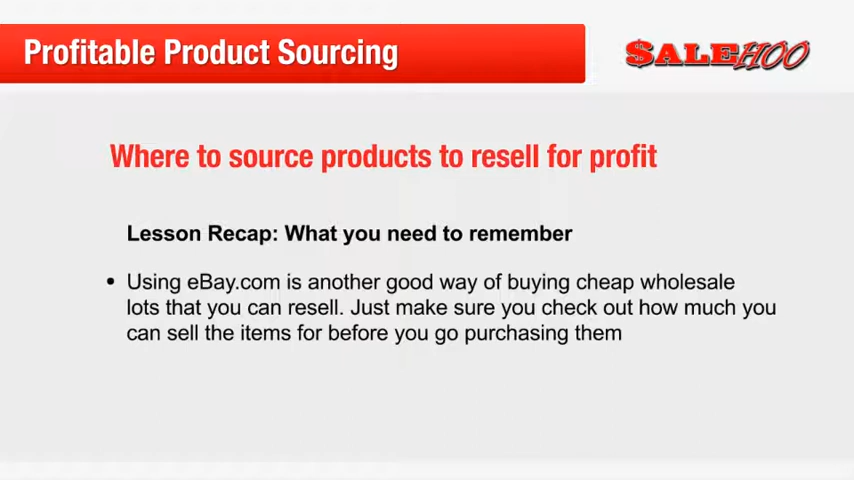 Profitable Product Sourcing
$ALEHOO
Where to source products to resell for profit
Lesson Recap: What you need to remember
• Using eBay.com is another good way of buying cheap wholesale
lots that you can resell. Just make sure you check out how much you
can sell the items for before you go purchasing them